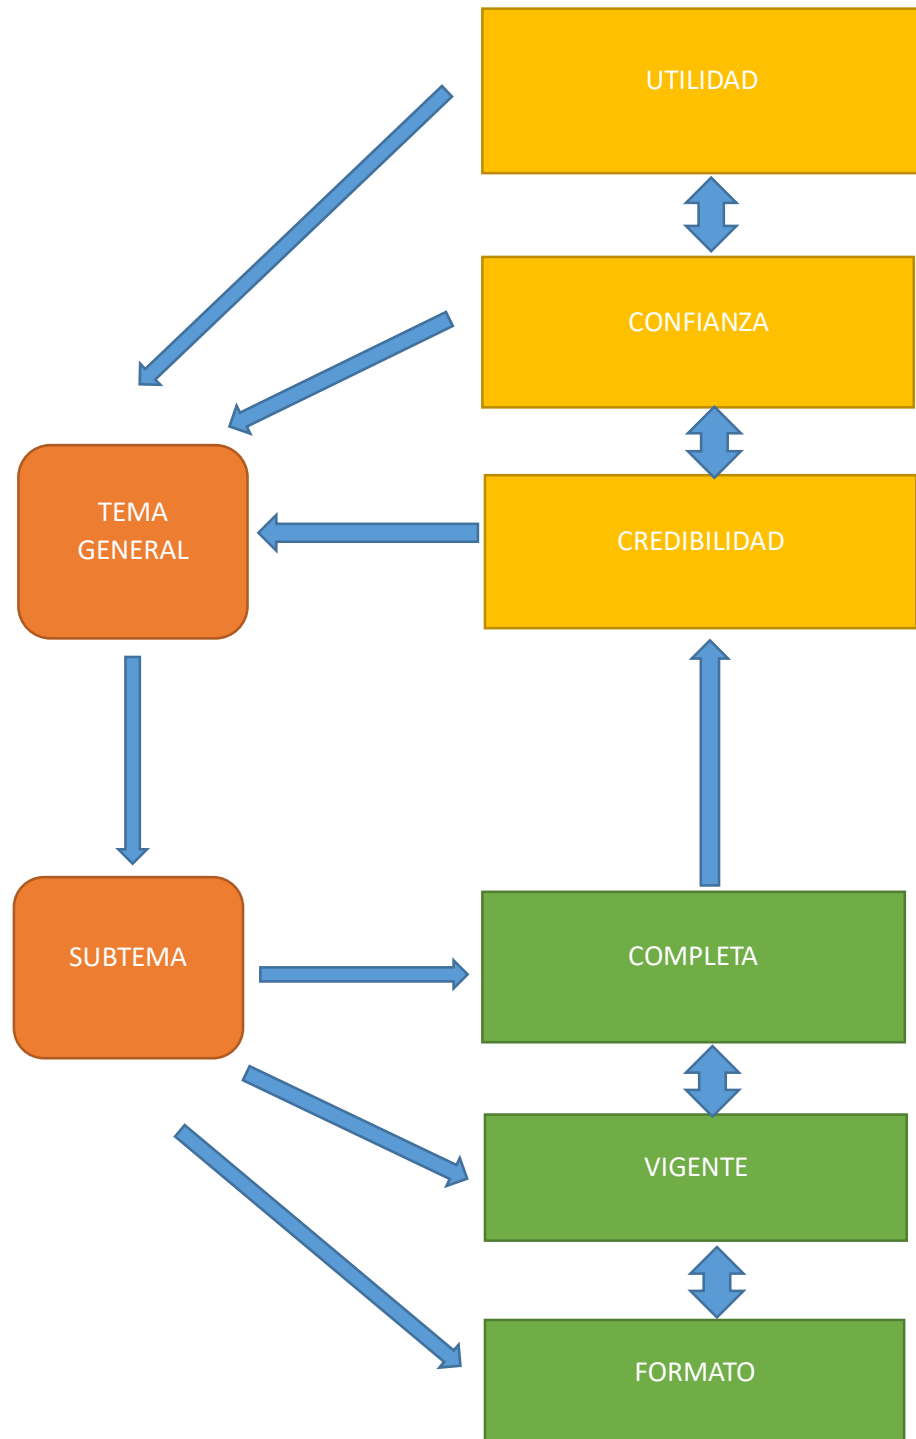 UTILIDAD
CONFIANZA
TEMA
GENERAL
CREDIBILIDAD
SUBTEMA
COMPLETA
VIGENTE
FORMATO